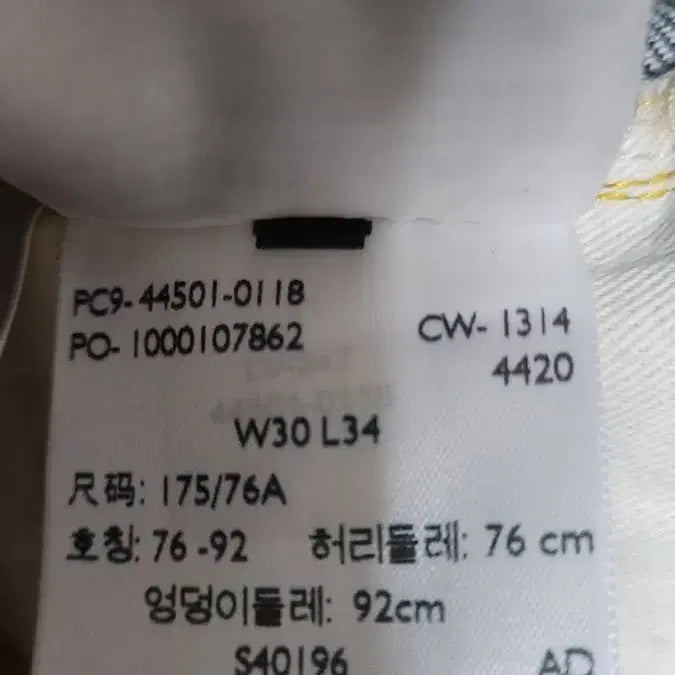 PC9-44501-0118
PO-1000107862
CW-1314
4420
W30 L34
尺码: 175/76A
호칭: 76-92 허리둘레: 76 cm
엉덩이둘레: 92cm
S40196 AD